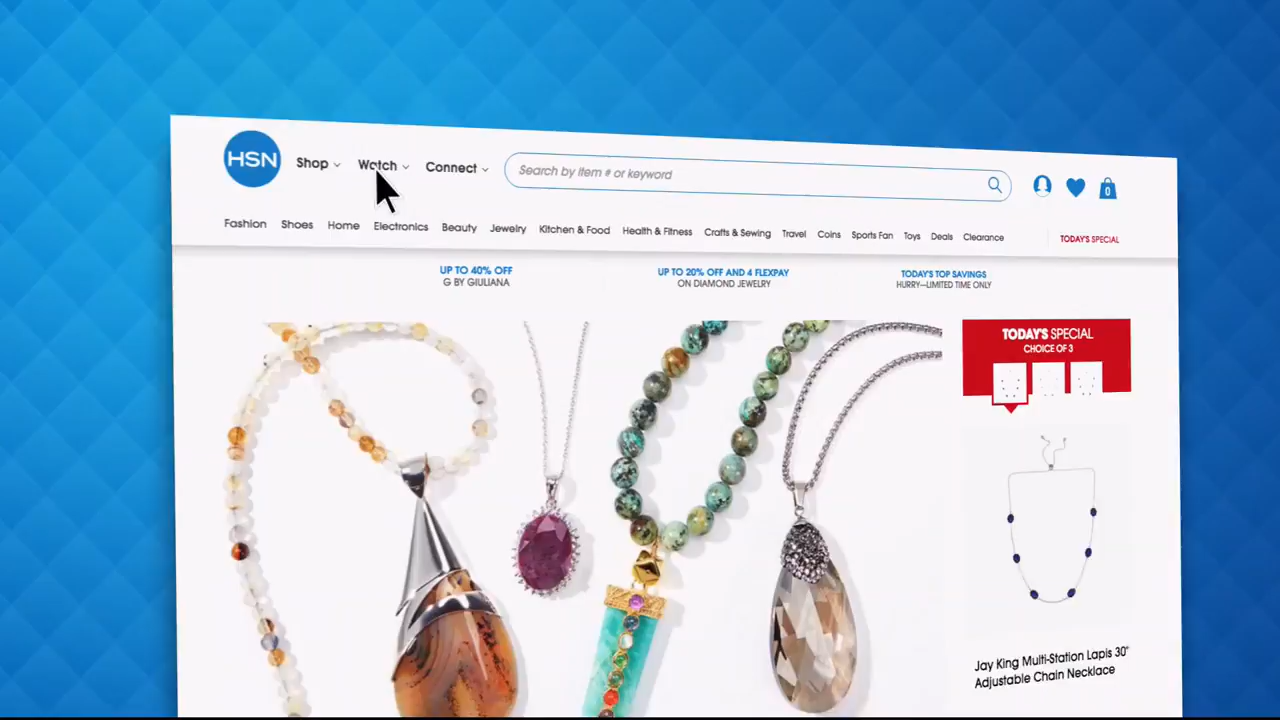 HSN
Shop
Watch
Connect
Search by item # or keyword
0
Fashion
Shoes
Home
Electronics
Beauty
Jewelry
Kitchen & Food
Health & Fitness
Crafts & Sewing
Travel
Coins
Sports Fan
Toys
Deals
Clearance
TODAY'S SPECIAL
UP TO 40% OFF
G BY GIULIANA
UP TO 20% OFF AND 4 FLEXPAY
ON DIAMOND JEWELRY
TODAY'S TOP SAVINGS
HURRY—LIMITED TIME ONLY
TODAY'S SPECIAL
CHOICE OF 3
Jay King Multi-Station Lapis 30"
Adjustable Chain Necklace